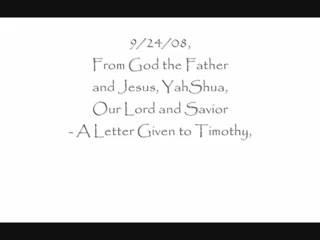 9/24/08,
From God the Father
and Jesus, YahShua,
Our Lord and Savior
- A Letter Given to Timothy,